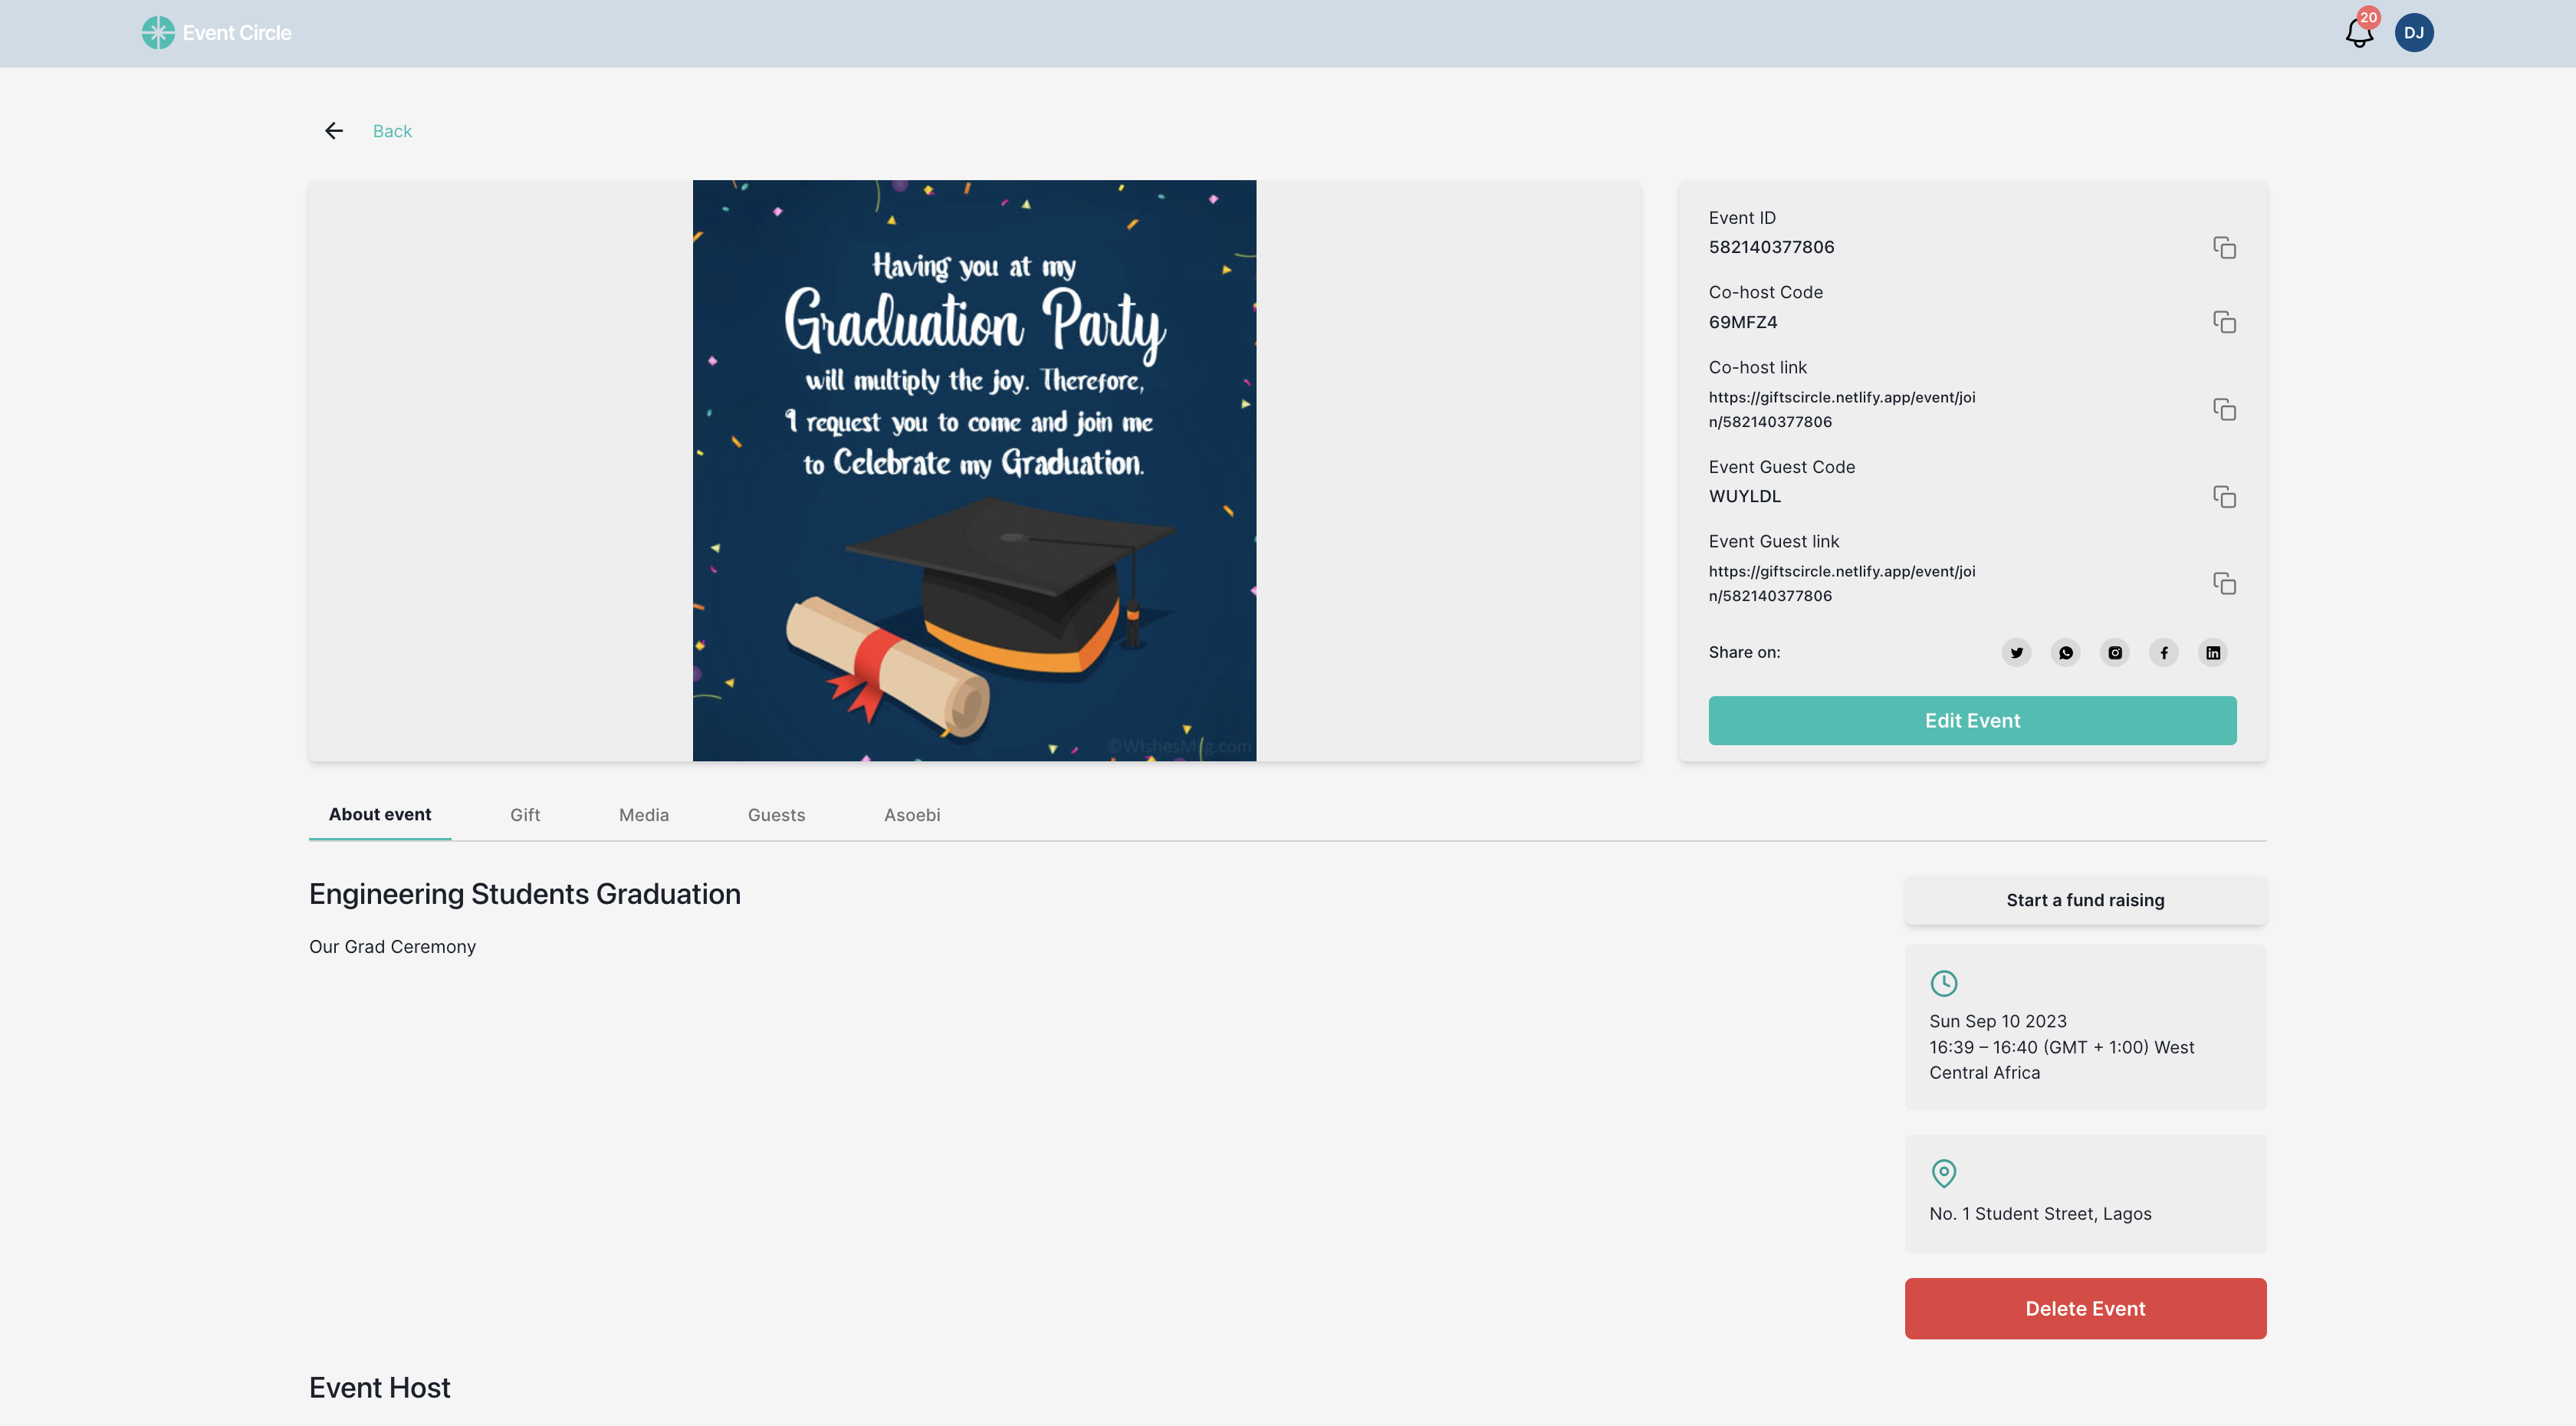 Event Circle
20
DJ
Back
Having you at my
Graduation Party
will multiply the joy. Therefore,
I request you to come and join me
to Celebrate my Graduation.
©WishesMsg.com
Event ID
582140377806
Co-host Code
69MFZ4
Co-host link
https://giftscircle.netlify.app/event/joi
n/582140377806
Event Guest Code
WUYLDL
Event Guest link
https://giftscircle.netlify.app/event/joi
n/582140377806
Share on:
Edit Event
About event
Gift
Media
Guests
Asoebi
Engineering Students Graduation
Our Grad Ceremony
Start a fund raising
Sun Sep 10 2023
16:39 – 16:40 (GMT + 1:00) West
Central Africa
No. 1 Student Street, Lagos
Delete Event
Event Host